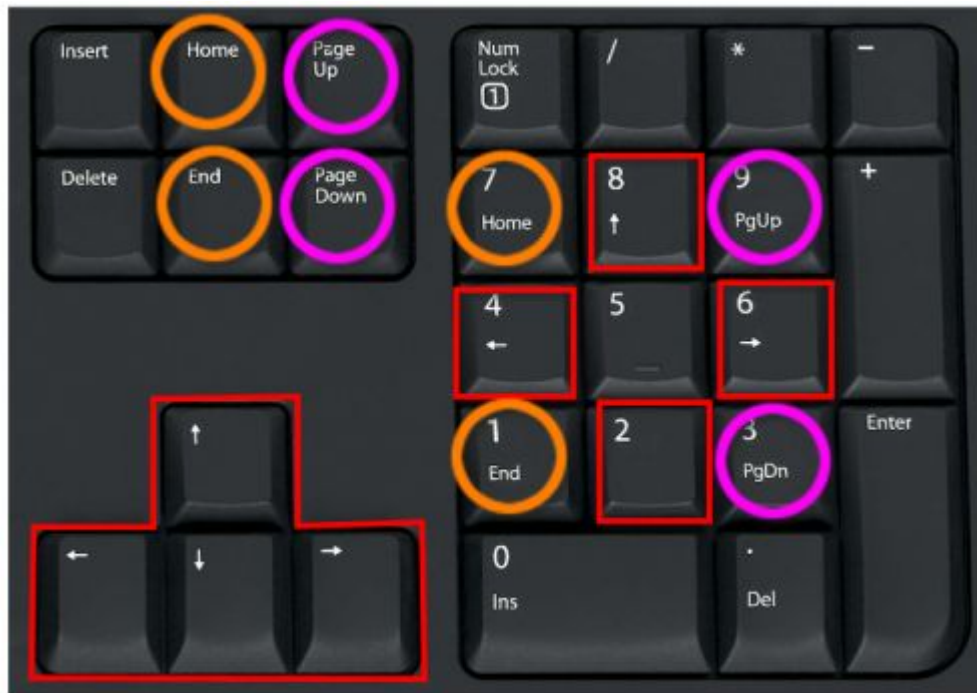 Insert
Home
Page
Up
Delete
End
Page
Down
↑
←
↓
→
Num
Lock
1
/
*
-
7
Home
8
↑
9
PgUp
+
4
←
5
6
→
1
End
2
3
PgDn
Enter
0
Ins
.
Del